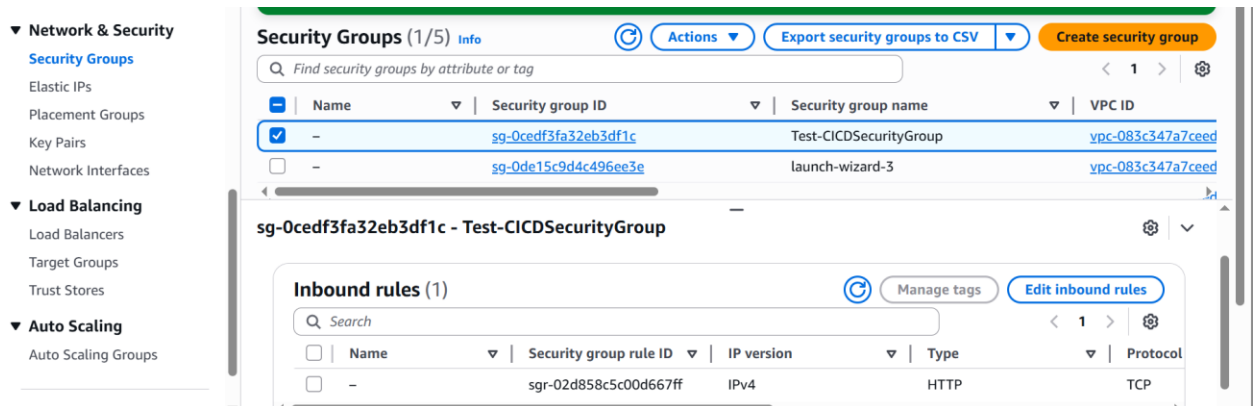 Network & Security
Security Groups
Elastic IPs
Placement Groups
Key Pairs
Network Interfaces
Load Balancing
Load Balancers
Target Groups
Trust Stores
Auto Scaling
Auto Scaling Groups
Security Groups (1/5) Info Actions Export security groups to CSV Create security group
Find security groups by attribute or tag 1
Name Security group ID Security group name VPC ID
– sg-0cedf3fa32eb3df1c Test-CICDSecurityGroup vpc-083c347a7ceed
– sg-0de15c9d4c496ee3e launch-wizard-3 vpc-083c347a7ceed
sg-0cedf3fa32eb3df1c - Test-CICDSecurityGroup
Inbound rules (1) Manage tags Edit inbound rules
Search 1
Name Security group rule ID IP version Type Protocol
– sgr-02d858c5c00d667ff IPv4 HTTP TCP